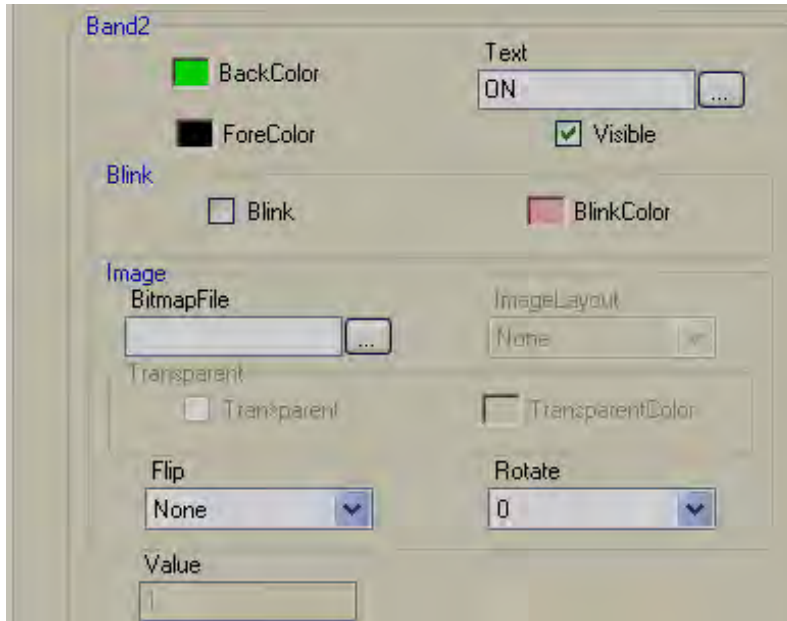 Band2
BackColor
Text
ON
...
ForeColor
Visible
Blink
Blink
BlinkColor
Image
BitmapFile
ImageLayout
...
None
Transparent
Transparent
TransparentColor
Flip
Rotate
None
0
Value
1